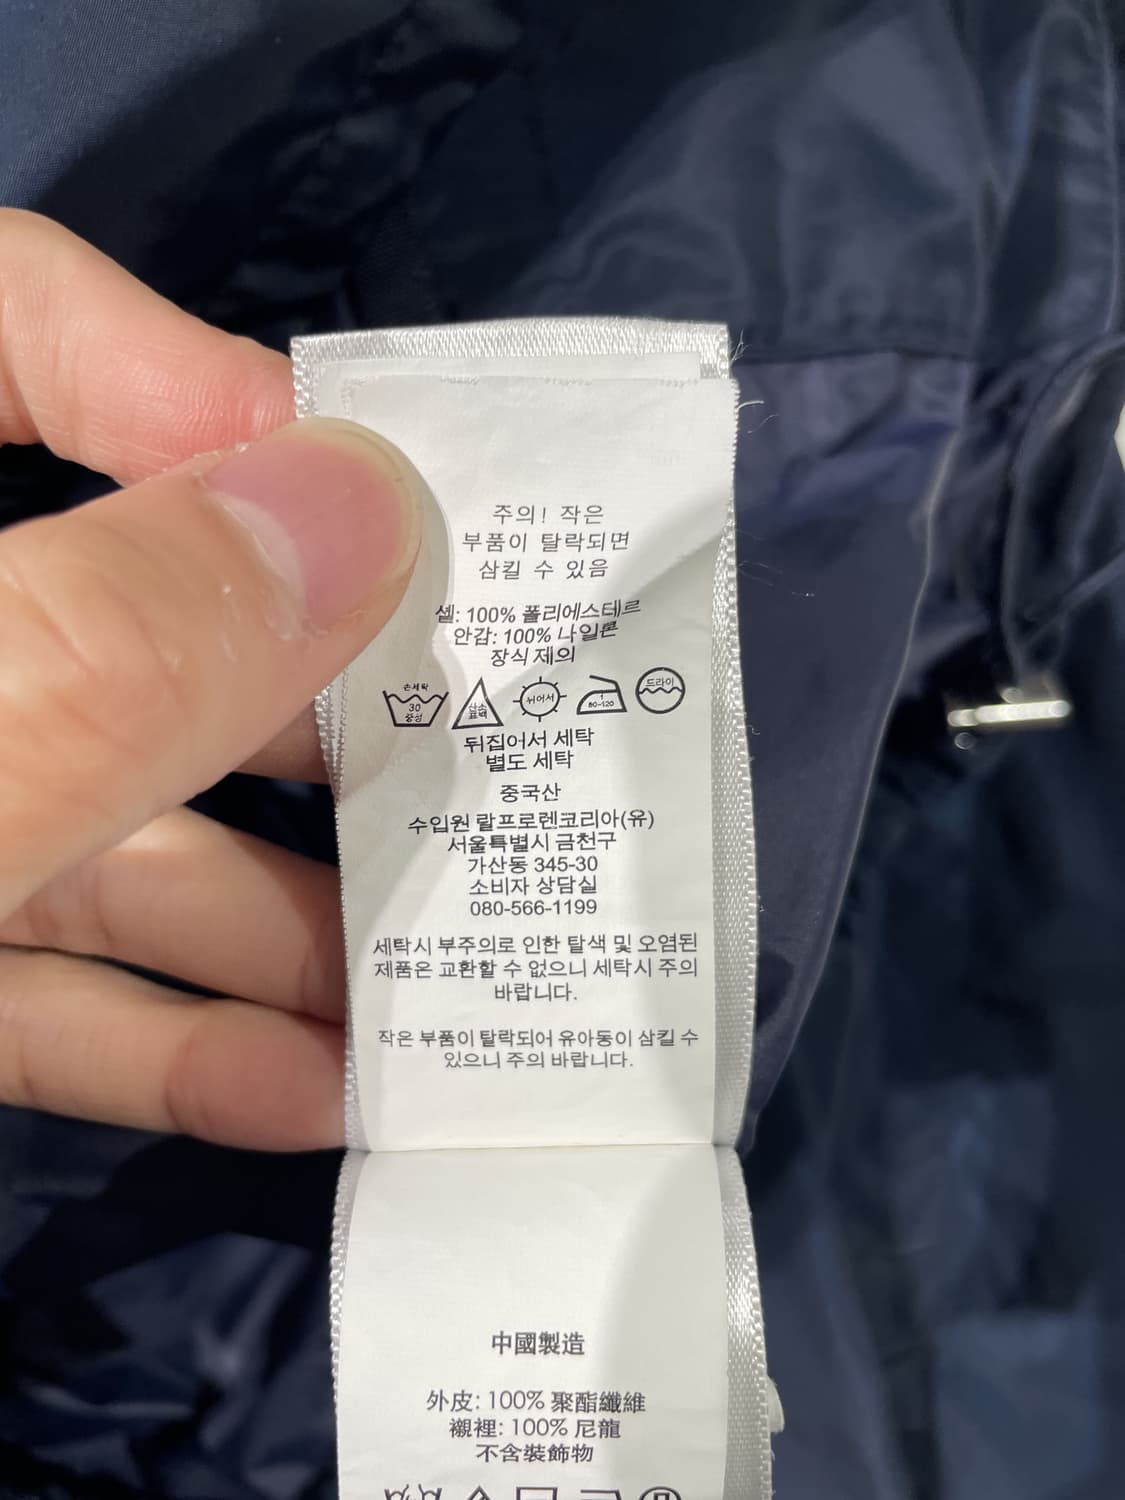 주의! 작은
부품이 탈락되면
삼킬 수 있음
셸: 100% 폴리에스테르
안감: 100% 나일론
장식 제의
손세탁
30
중성
산소
표백
뉘어서
1
80-120
드라이
뒤집어서 세탁
별도 세탁
중국산
수입원 랄프로렌코리아(유)
서울특별시 금천구
가산동 345-30
소비자 상담실
080-566-1199
세탁시 부주의로 인한 탈색 및 오염된
제품은 교환할 수 없으니 세탁시 주의
바랍니다.
작은 부품이 탈락되어 유아동이 삼킬 수
있으니 주의 바랍니다.
中國製造
外皮: 100% 聚酯纖維
襯裡: 100% 尼龍
不含裝飾物